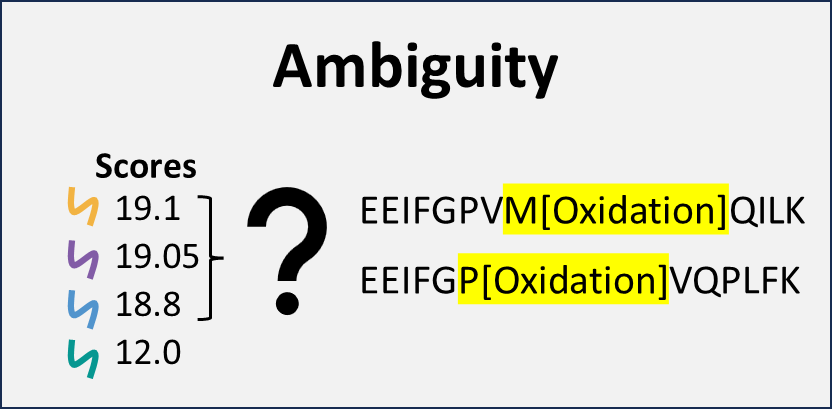 Ambiguity
Scores
19.1
19.05
18.8
12.0
?
EEIFGPVM[Oxidation]QILK
EEIFGP[Oxidation]VQPLFK